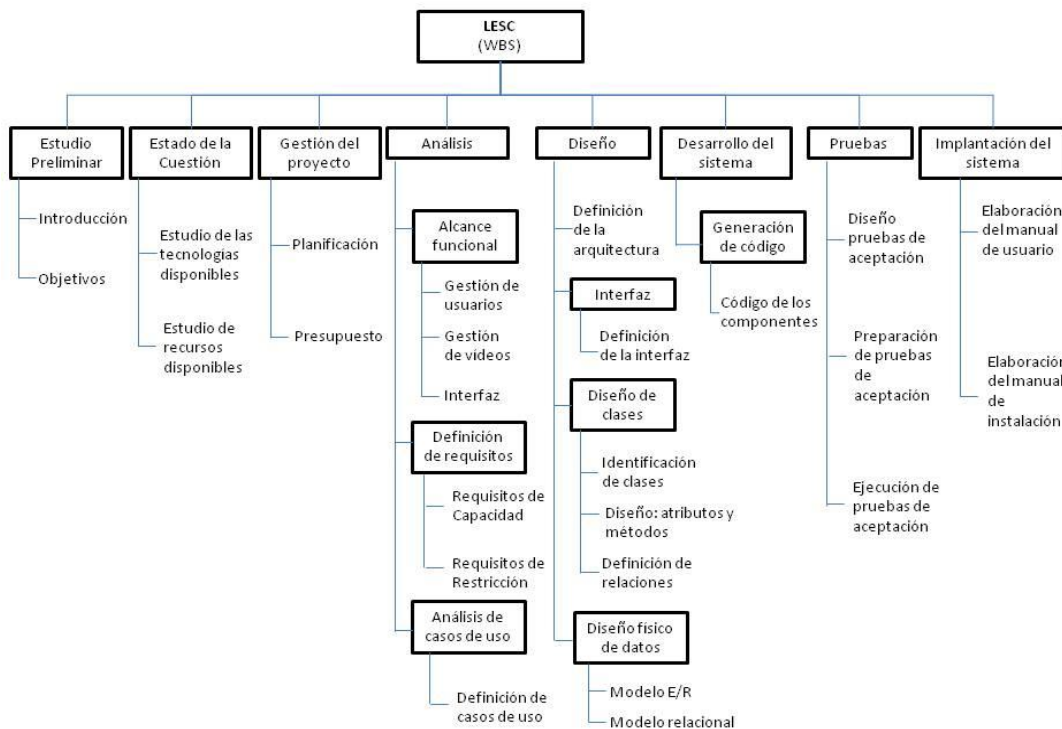 LESC
(WBS)
Estudio
Preliminar
Introducción
Objetivos
Estado de la
Cuestión
Estudio de las
tecnologías
disponibles
Estudio de
recursos
disponibles
Gestión del
proyecto
Planificación
Presupuesto
Análisis
Alcance
funcional
Gestión de
usuarios
Gestión
de vídeos
Interfaz
Definición
de requisitos
Requisitos de
Capacidad
Requisitos de
Restricción
Análisis de
casos de uso
Definición de
casos de uso
Diseño
Definición
de la
arquitectura
Interfaz
Definición
de la interfaz
Diseño de
clases
Identificación
de clases
Diseño: atributos y
métodos
Definición de
relaciones
Diseño físico
de datos
Modelo E/R
Modelo relacional
Desarrollo del
sistema
Generación
de código
Código de los
componentes
Pruebas
Diseño
pruebas de
aceptación
Preparación
de pruebas
de
aceptación
Ejecución de
pruebas de
aceptación
Implantación del
sistema
Elaboración
del manual
de usuario
Elaboración
del manual
de
instalación